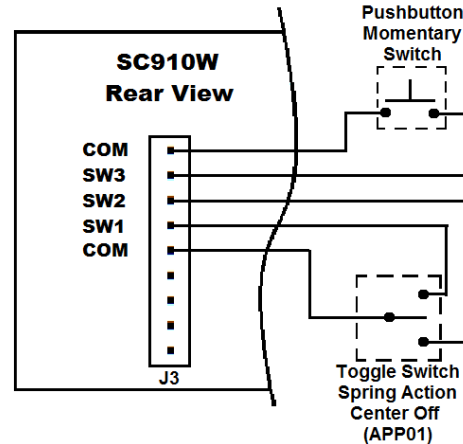 Pushbutton
Momentary
Switch
SC910W
Rear View
COM
SW3
SW2
SW1
COM
J3
Toggle Switch
Spring Action
Center Off
(APP01)